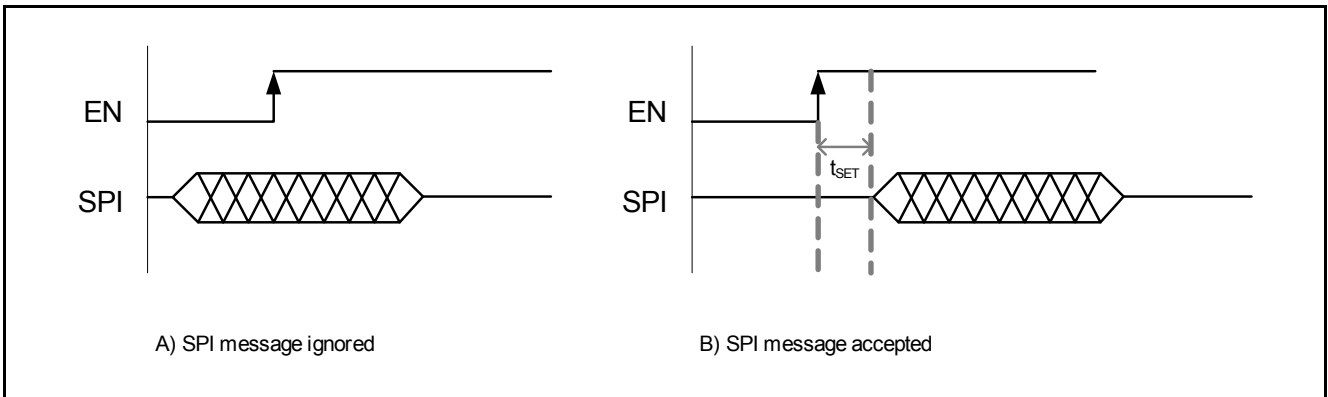 EN
SPI
A) SPI message ignored
EN
tSET
SPI
B) SPI message accepted